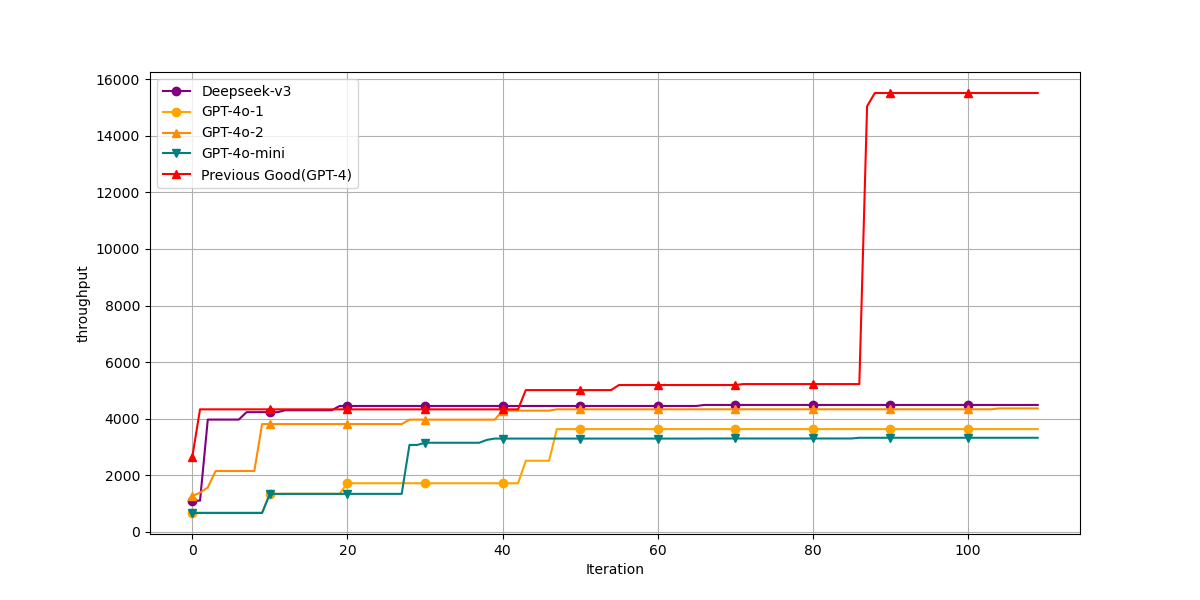 16000
14000
12000
10000
8000
6000
4000
2000
0
throughput
Deepseek-v3
GPT-4o-1
GPT-4o-2
GPT-4o-mini
Previous Good(GPT-4)
0 20 40 60 80 100
Iteration